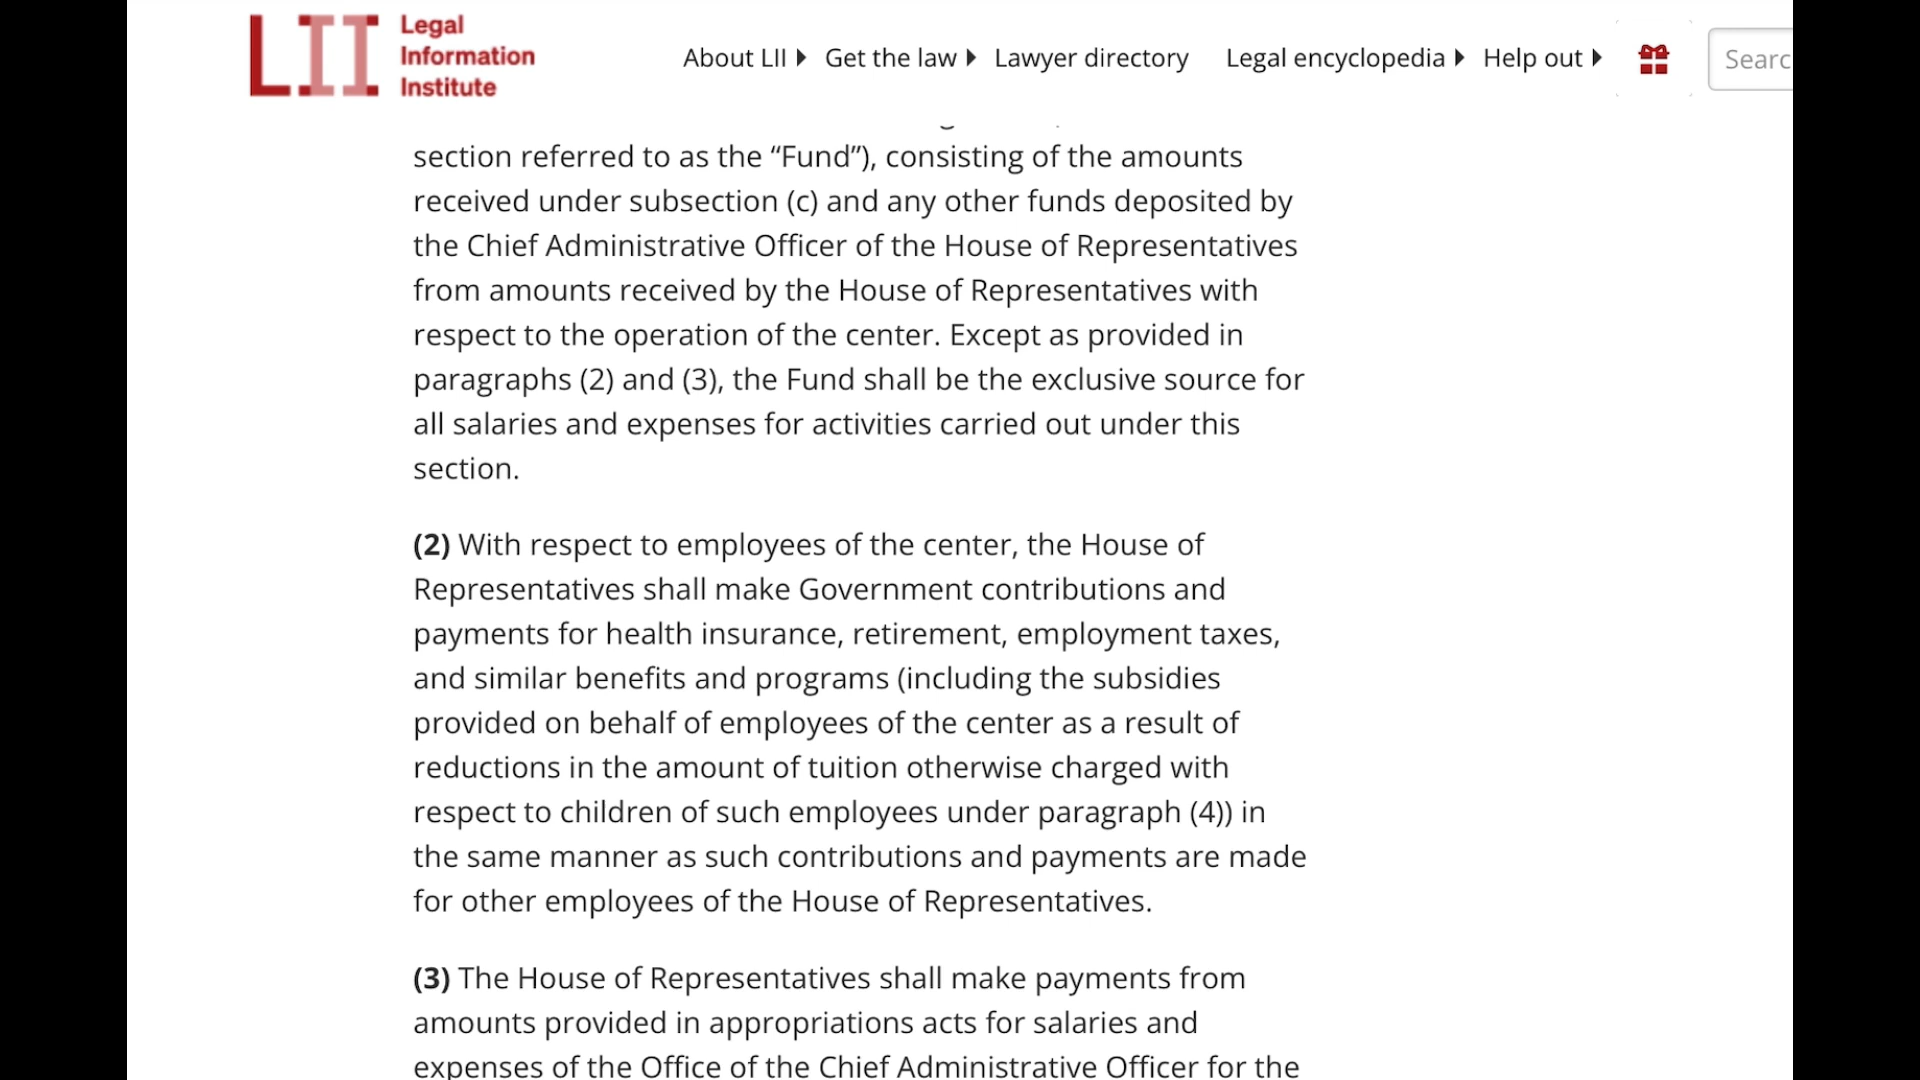 Legal
Information
Institute
About LII Get the law Lawyer directory Legal encyclopedia Help out Searc
section referred to as the “Fund”), consisting of the amounts
received under subsection (c) and any other funds deposited by
the Chief Administrative Officer of the House of Representatives
from amounts received by the House of Representatives with
respect to the operation of the center. Except as provided in
paragraphs (2) and (3), the Fund shall be the exclusive source for
all salaries and expenses for activities carried out under this
section.
(2) With respect to employees of the center, the House of
Representatives shall make Government contributions and
payments for health insurance, retirement, employment taxes,
and similar benefits and programs (including the subsidies
provided on behalf of employees of the center as a result of
reductions in the amount of tuition otherwise charged with
respect to children of such employees under paragraph (4)) in
the same manner as such contributions and payments are made
for other employees of the House of Representatives.
(3) The House of Representatives shall make payments from
amounts provided in appropriations acts for salaries and
expenses of the Office of the Chief Administrative Officer for the